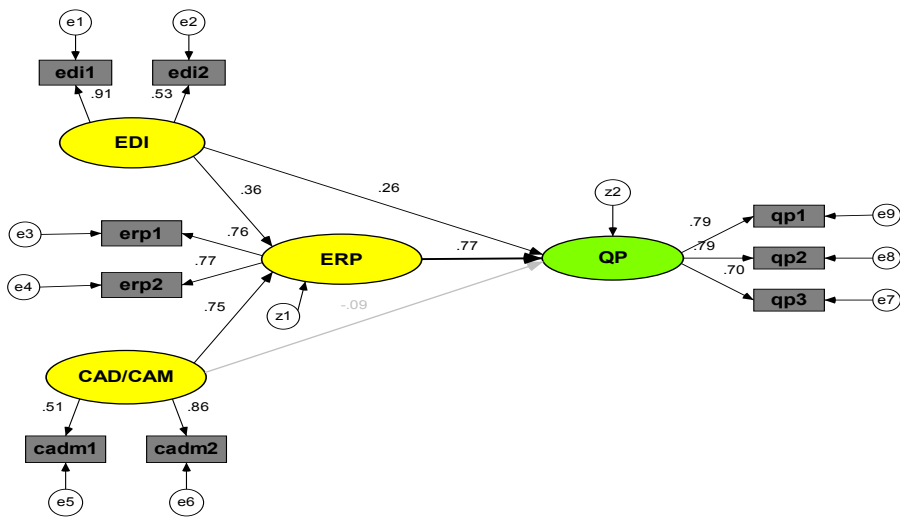 e1
e2
edi1
edi2
.91
.53
EDI
.36
.26
z2
e3
erp1
.76
.77
ERP
.77
QP
.79
qp1
e9
.79
qp2
e8
.70
qp3
e7
e4
erp2
.75
z1
-.09
CAD/CAM
.51
.86
cadm1
cadm2
e5
e6